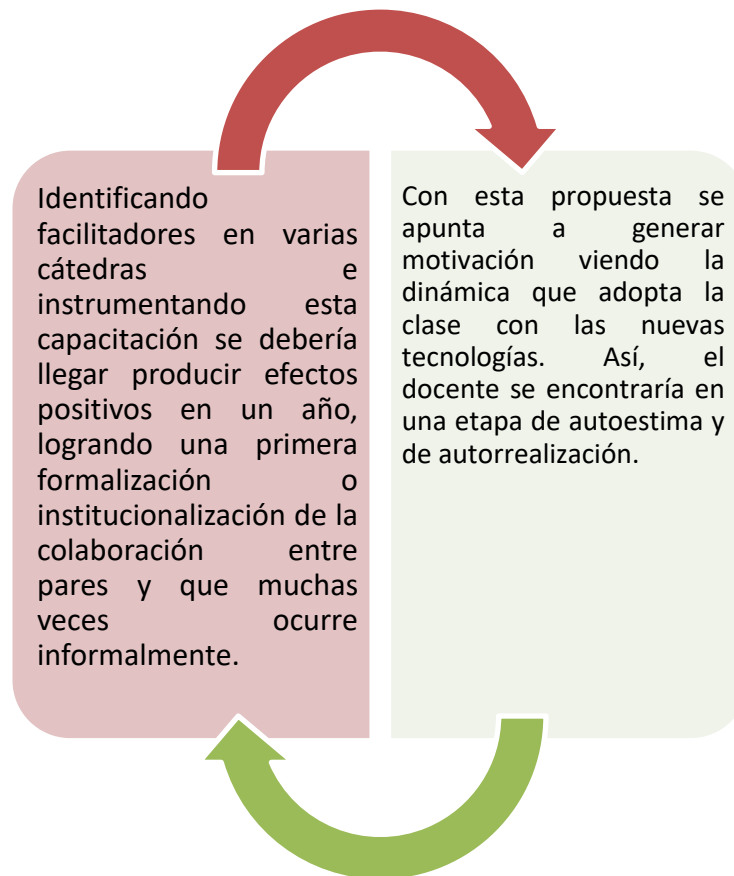 Identificando
facilitadores en varias
cátedras e
instrumentando esta
capacitación se debería
llegar producir efectos
positivos en un año,
logrando una primera
formalización o
institucionalización de la
colaboración entre
pares y que muchas
veces ocurre
informalmente.
Con esta propuesta se
apunta a generar
motivación viendo la
dinámica que adopta la
clase con las nuevas
tecnologías. Así, el
docente se encontraría en
una etapa de autoestima y
de autorrealización.